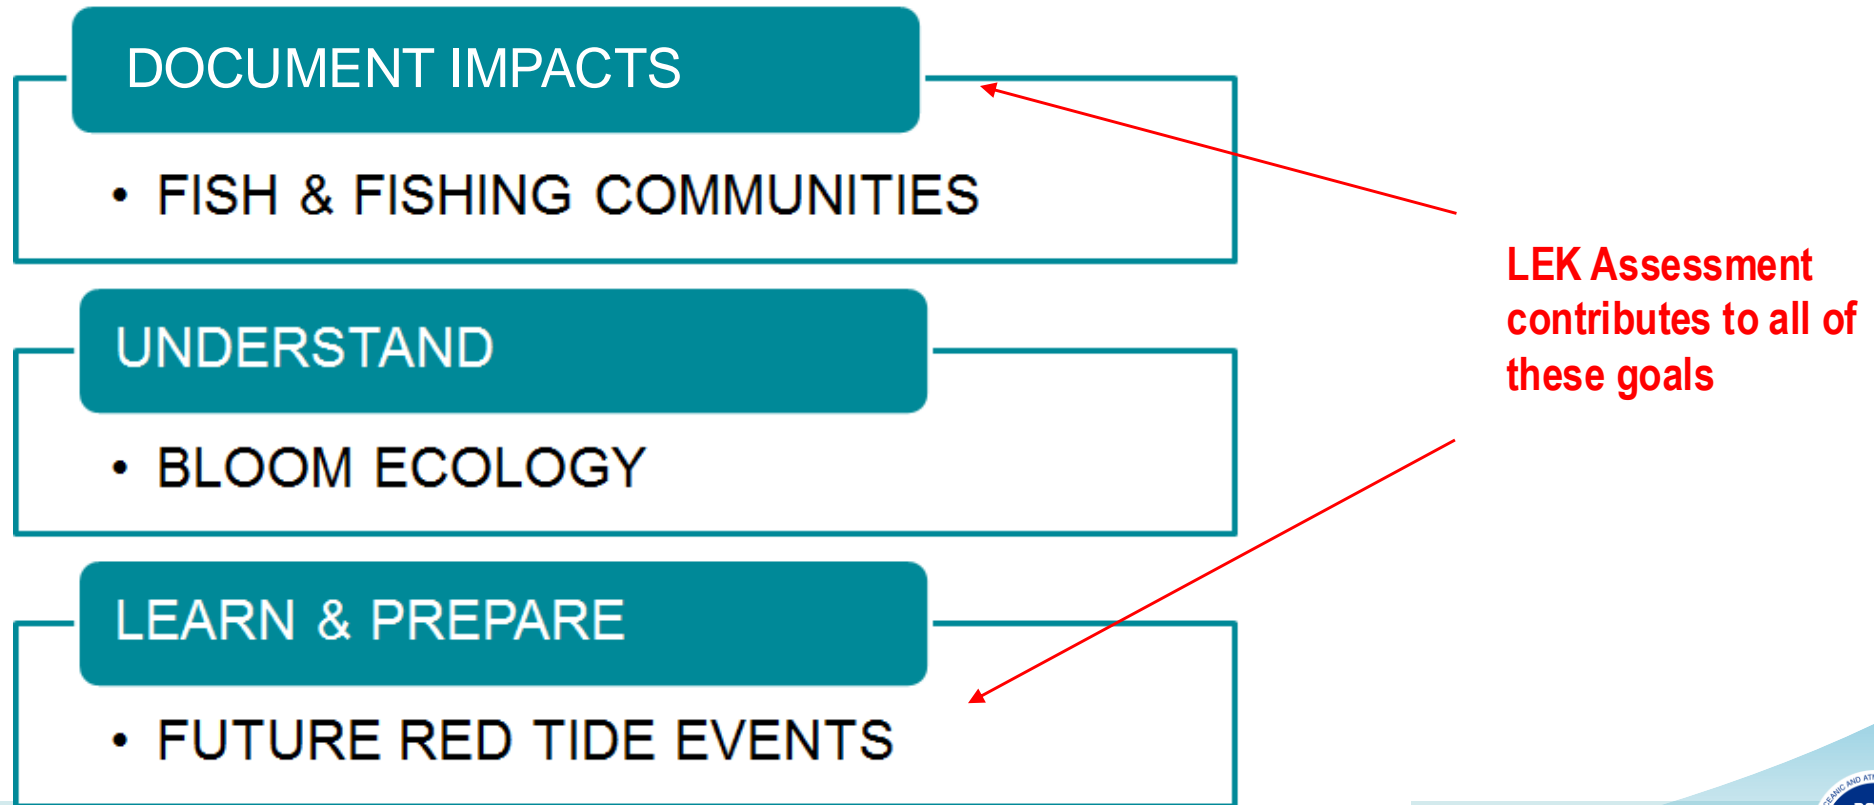 DOCUMENT IMPACTS
• FISH & FISHING COMMUNITIES
UNDERSTAND
• BLOOM ECOLOGY
LEARN & PREPARE
• FUTURE RED TIDE EVENTS
LEK Assessment
contributes to all of
these goals